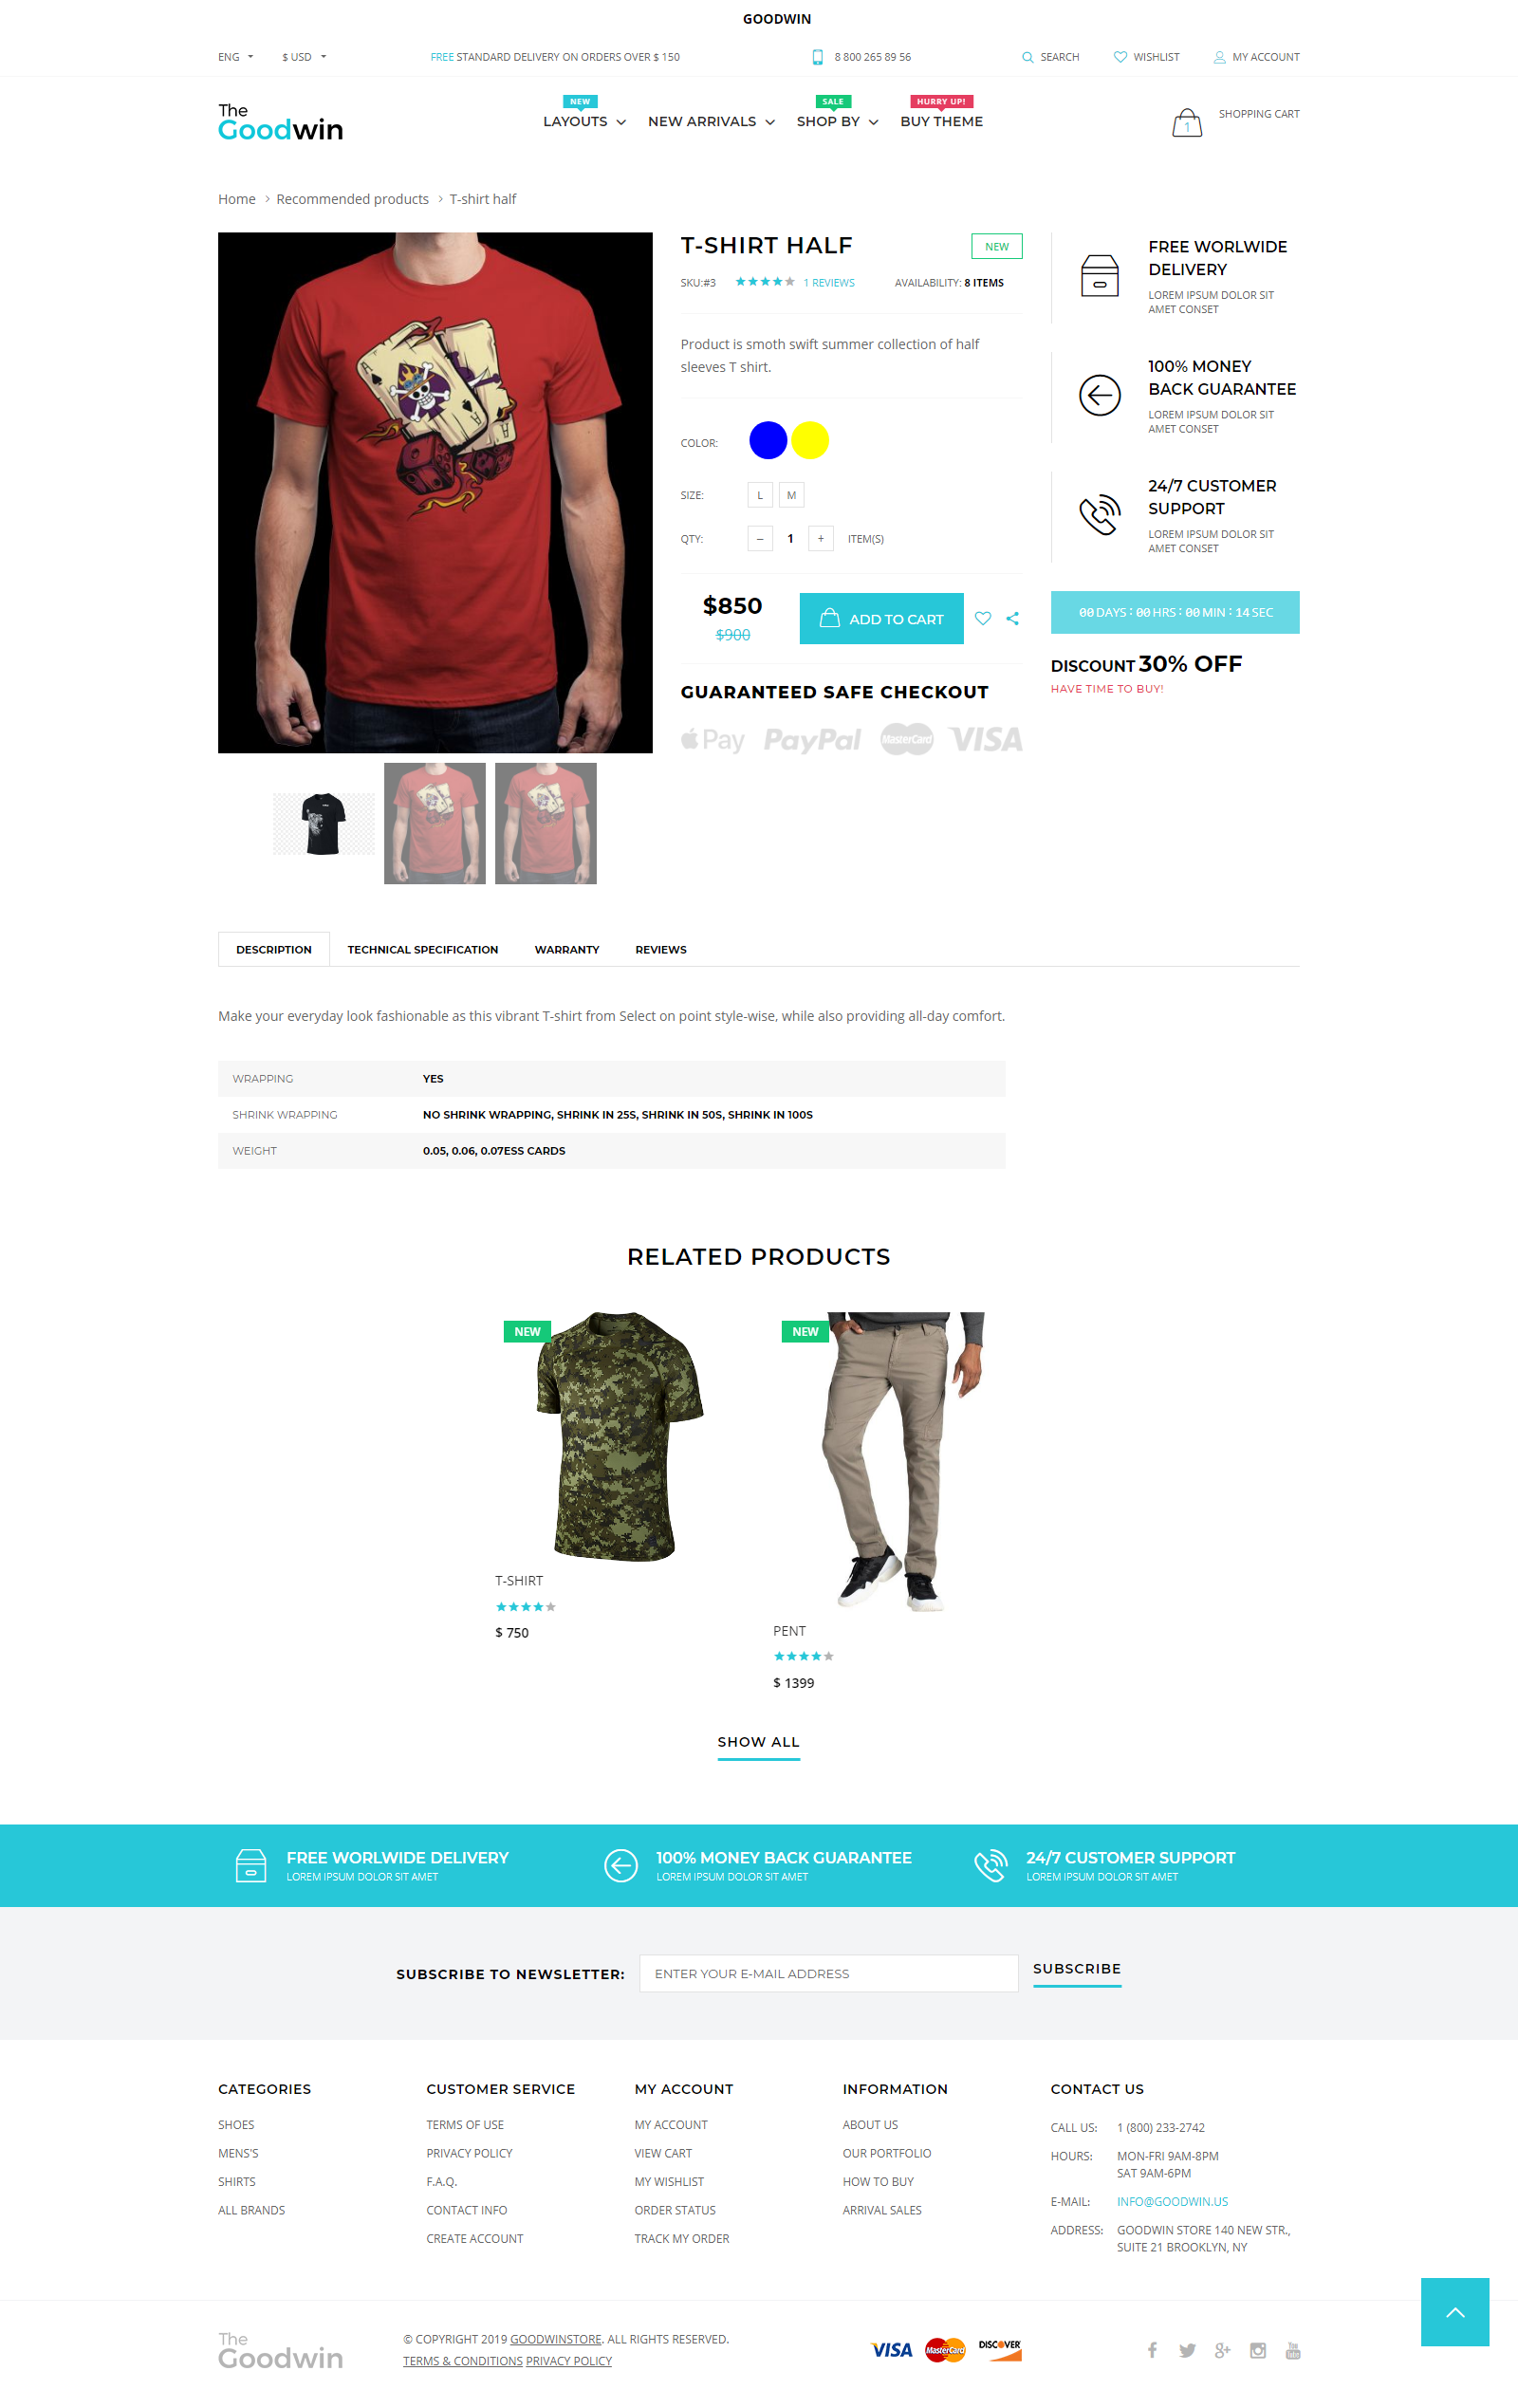 GOODWIN
ENG
$ USD
FREE STANDARD DELIVERY ON ORDERS OVER $ 150
8 800 265 89 56
SEARCH
WISHLIST
MY ACCOUNT
The
Goodwin
NEW
LAYOUTS
NEW ARRIVALS
SALE
SHOP BY
HURRY UP!
BUY THEME
1
SHOPPING CART
Home > Recommended products > T-shirt half
T-SHIRT HALF
NEW
SKU:#3
1 REVIEWS
AVAILABILITY: 8 ITEMS
Product is smoth swift summer collection of half
sleeves T shirt.
COLOR:
SIZE:
L
M
QTY:
–
1
+
ITEM(S)
$850
$900
ADD TO CART
GUARANTEED SAFE CHECKOUT
Pay
PayPal
MasterCard
VISA
FREE WORLWIDE
DELIVERY
LOREM IPSUM DOLOR SIT
AMET CONSET
100% MONEY
BACK GUARANTEE
LOREM IPSUM DOLOR SIT
AMET CONSET
24/7 CUSTOMER
SUPPORT
LOREM IPSUM DOLOR SIT
AMET CONSET
00 DAYS : 00 HRS : 00 MIN : 14 SEC
DISCOUNT 30% OFF
HAVE TIME TO BUY!
DESCRIPTION
TECHNICAL SPECIFICATION
WARRANTY
REVIEWS
Make your everyday look fashionable as this vibrant T-shirt from Select on point style-wise, while also providing all-day comfort.
WRAPPING YES
SHRINK WRAPPING NO SHRINK WRAPPING, SHRINK IN 25S, SHRINK IN 50S, SHRINK IN 100S
WEIGHT 0.05, 0.06, 0.07ESS CARDS
RELATED PRODUCTS
NEW
T-SHIRT
$ 750
NEW
PENT
$ 1399
SHOW ALL
FREE WORLWIDE DELIVERY
LOREM IPSUM DOLOR SIT AMET
100% MONEY BACK GUARANTEE
LOREM IPSUM DOLOR SIT AMET
24/7 CUSTOMER SUPPORT
LOREM IPSUM DOLOR SIT AMET
SUBSCRIBE TO NEWSLETTER:
ENTER YOUR E-MAIL ADDRESS
SUBSCRIBE
CATEGORIES
SHOES
MENS'S
SHIRTS
ALL BRANDS
CUSTOMER SERVICE
TERMS OF USE
PRIVACY POLICY
F.A.Q.
CONTACT INFO
CREATE ACCOUNT
MY ACCOUNT
MY ACCOUNT
VIEW CART
MY WISHLIST
ORDER STATUS
TRACK MY ORDER
INFORMATION
ABOUT US
OUR PORTFOLIO
HOW TO BUY
ARRIVAL SALES
CONTACT US
CALL US: 1 (800) 233-2742
HOURS: MON-FRI 9AM-8PM
SAT 9AM-6PM
E-MAIL: INFO@GOODWIN.US
ADDRESS: GOODWIN STORE 140 NEW STR.,
SUITE 21 BROOKLYN, NY
The
Goodwin
© COPYRIGHT 2019 GOODWINSTORE. ALL RIGHTS RESERVED.
TERMS & CONDITIONS PRIVACY POLICY
VISA
MasterCard
DISCOVER
You
Tube